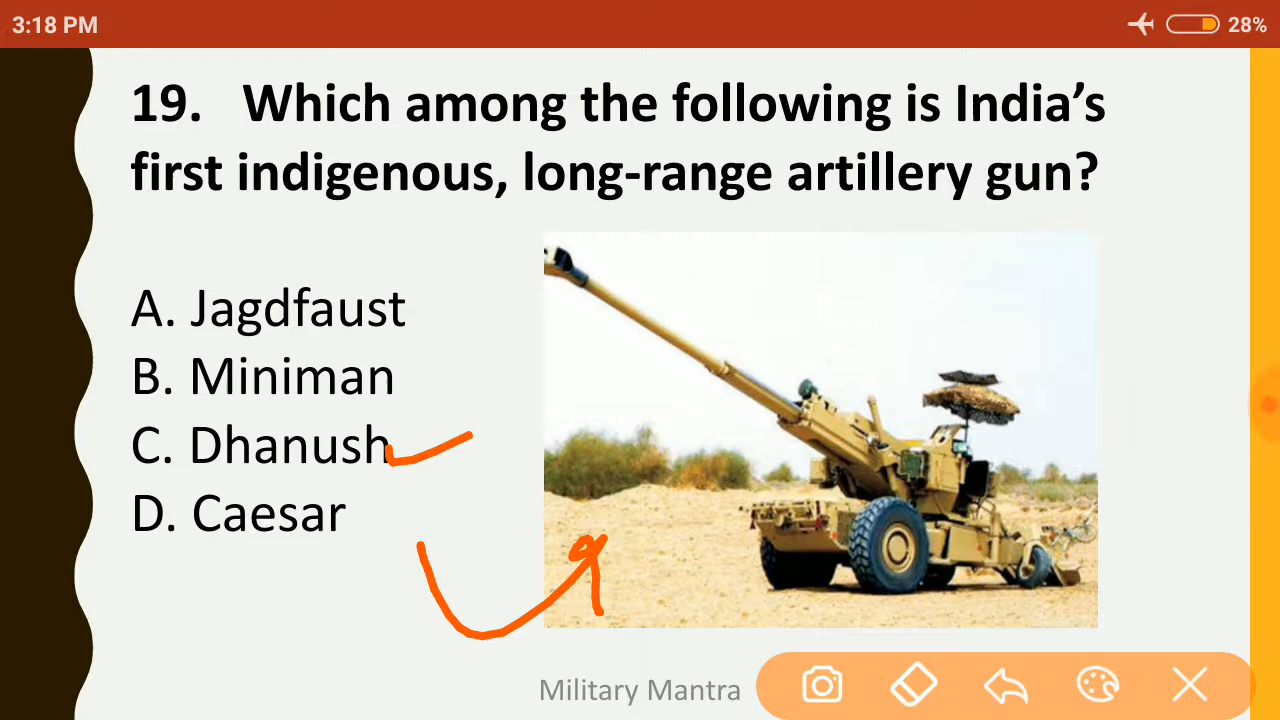 3:18 PM
28%
19. Which among the following is India’s
first indigenous, long-range artillery gun?
A. Jagdfaust
B. Miniman
C. Dhanush
D. Caesar
Military Mantra